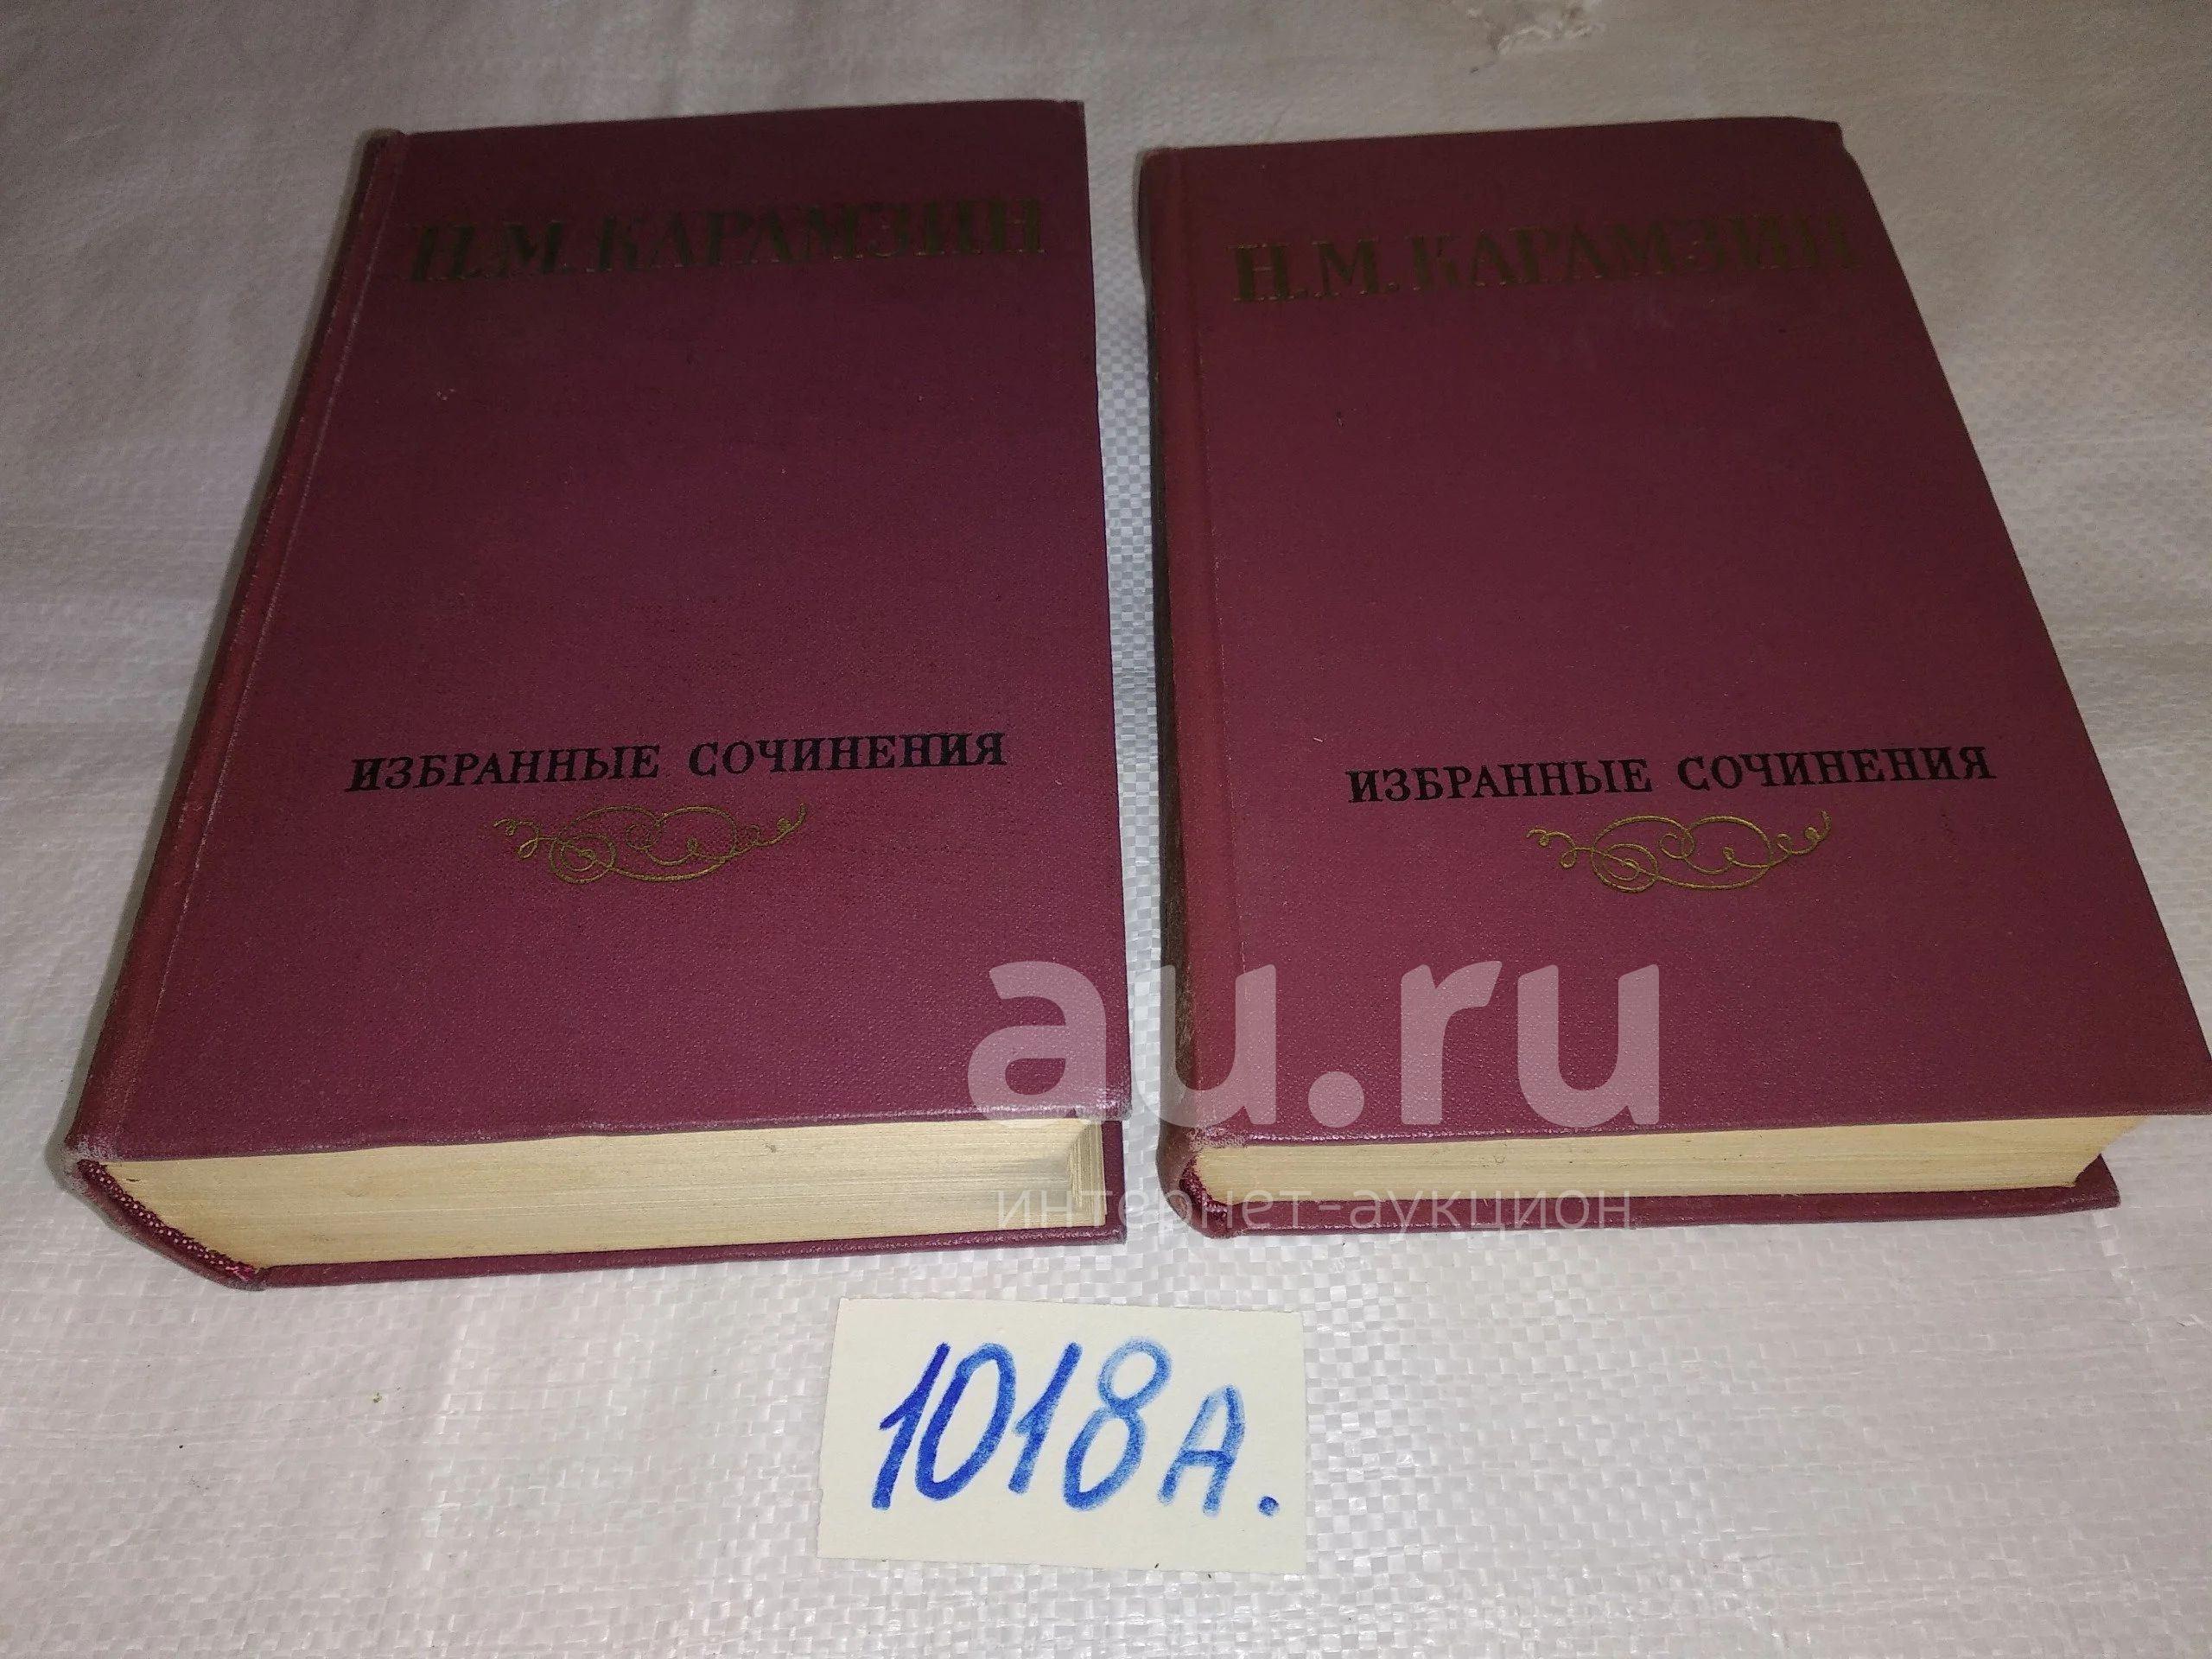 Н.М.КАРАМЗИН
ИЗБРАННЫЕ СОЧИНЕНИЯ
Н.М.КАРАМЗИН
ИЗБРАННЫЕ СОЧИНЕНИЯ
au.ru
интернет-аукцион
1018А.